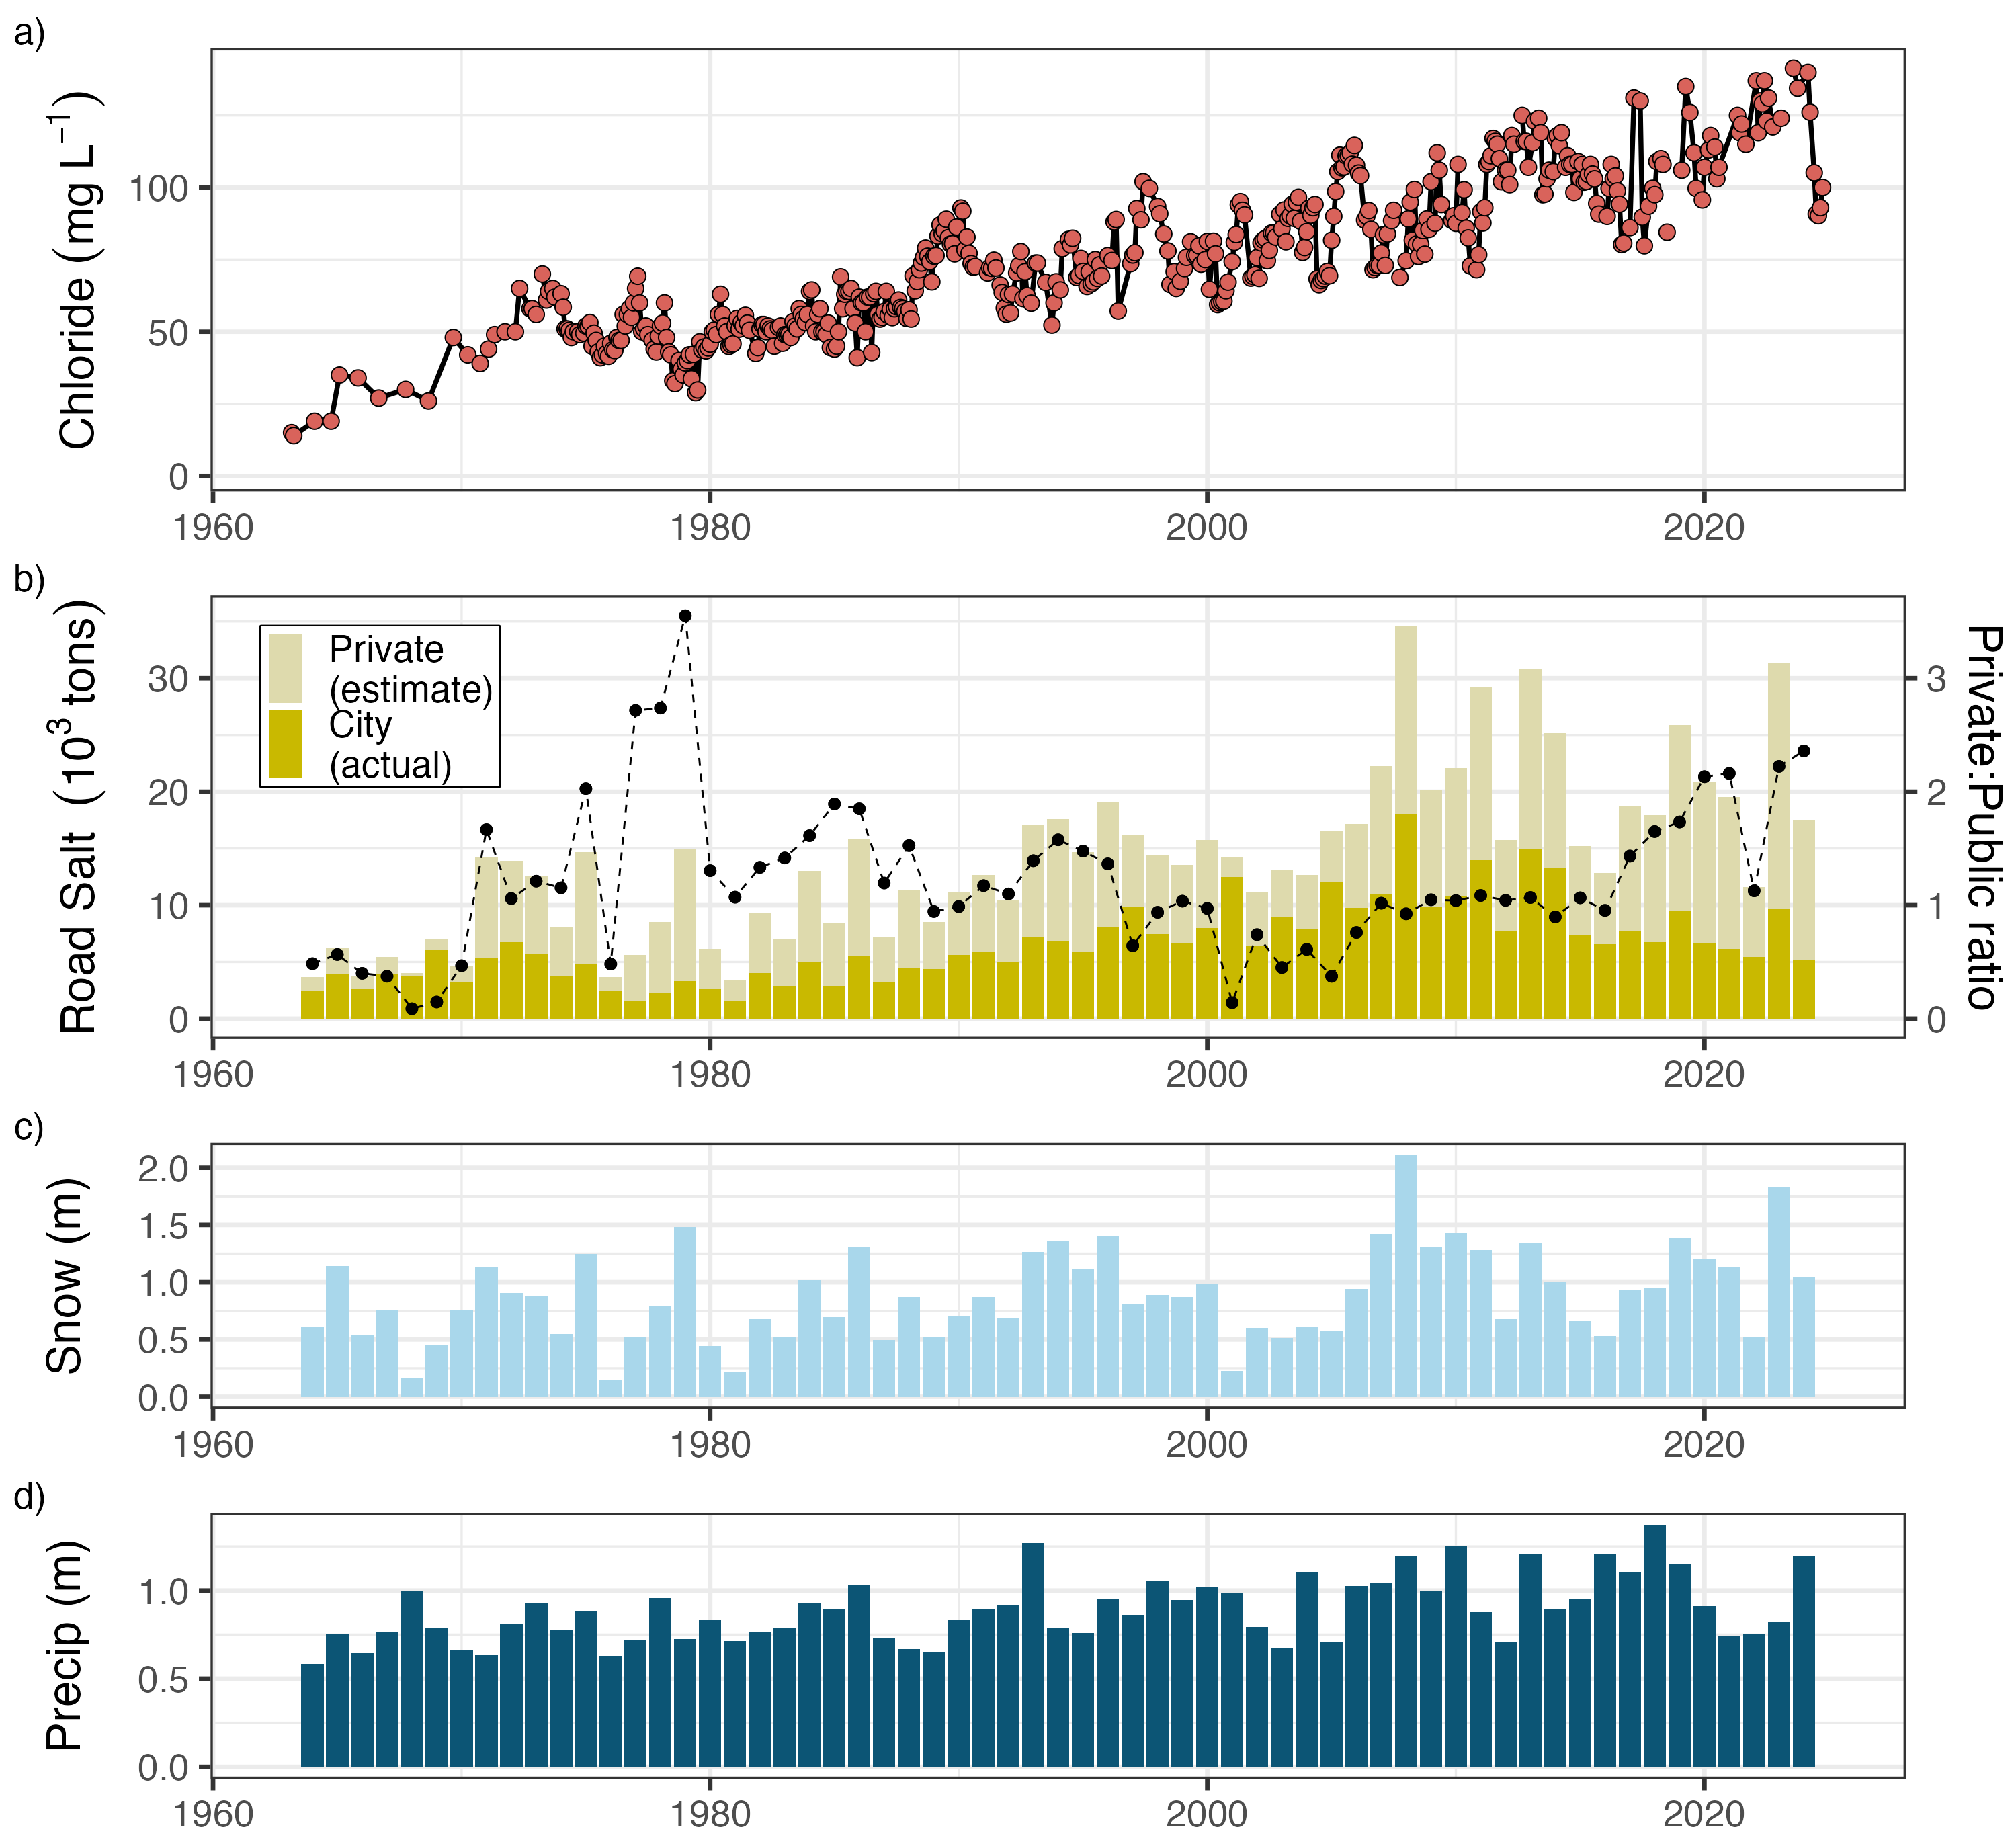 a)
Chloride (mg L⁻¹)
100
50
0
1960 1980 2000 2020
b)
Road Salt (10³ tons)
30
20
10
0
Private
(estimate)
City
(actual)
3
2
1
0
Private:Public ratio
1960 1980 2000 2020
c)
Snow (m)
2.0
1.5
1.0
0.5
0.0
1960 1980 2000 2020
d)
Precip (m)
1.0
0.5
0.0
1960 1980 2000 2020